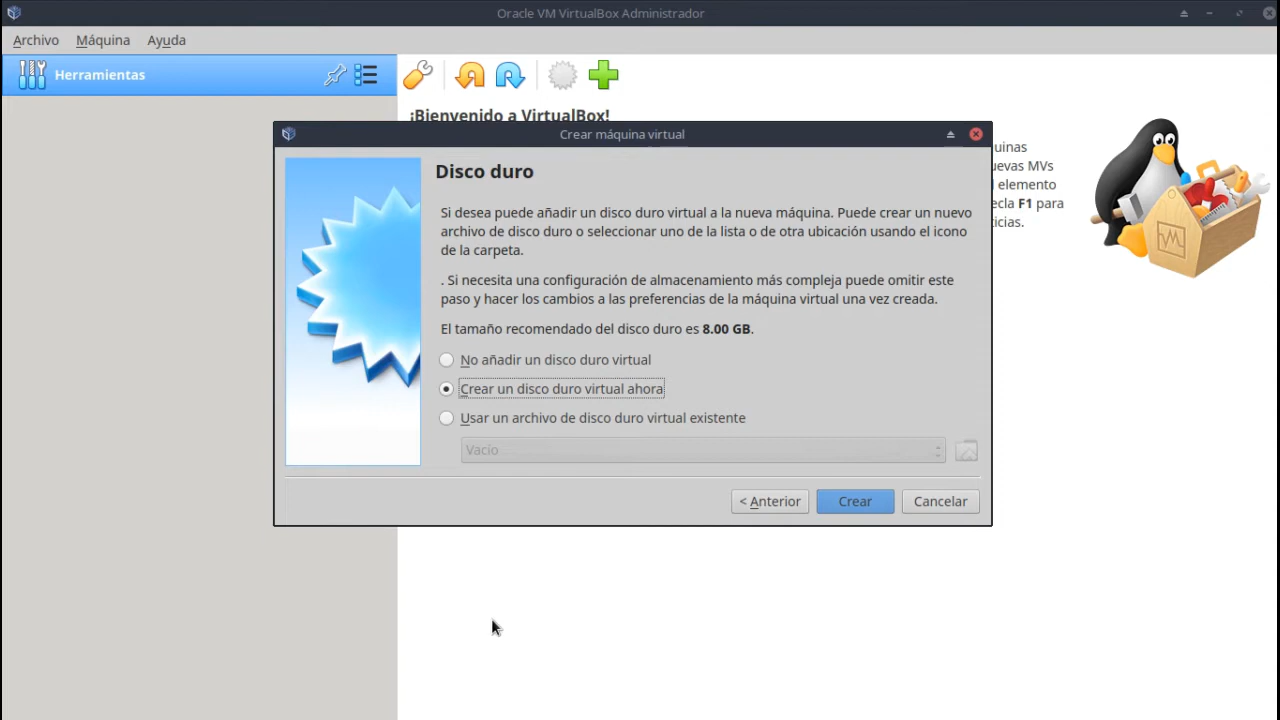 Oracle VM VirtualBox Administrador
Archivo Máquina Ayuda
Herramientas
¡Bienvenido a VirtualBox!
Crear máquina virtual
uinas
uevas MVs
elemento
ecla F1 para
icias.
Disco duro
Si desea puede añadir un disco duro virtual a la nueva máquina. Puede crear un nuevo
archivo de disco duro o seleccionar uno de la lista o de otra ubicación usando el icono
de la carpeta.
. Si necesita una configuración de almacenamiento más compleja puede omitir este
paso y hacer los cambios a las preferencias de la máquina virtual una vez creada.
El tamaño recomendado del disco duro es 8.00 GB.
No añadir un disco duro virtual
Crear un disco duro virtual ahora
Usar un archivo de disco duro virtual existente
Vacío
< Anterior Crear Cancelar